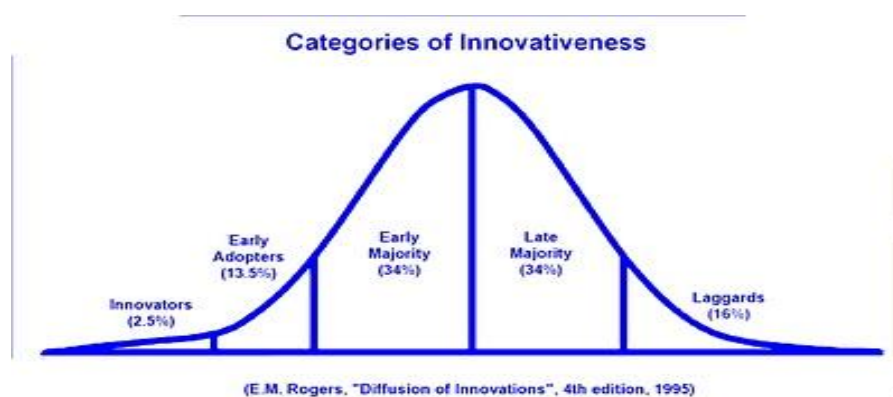 Categories of Innovativeness
Early
Adopters
(13.5%)
Early
Majority
(34%)
Late
Majority
(34%)
Innovators
(2.5%)
Laggards
(16%)
(E.M. Rogers, "Diffusion of Innovations", 4th edition, 1995)